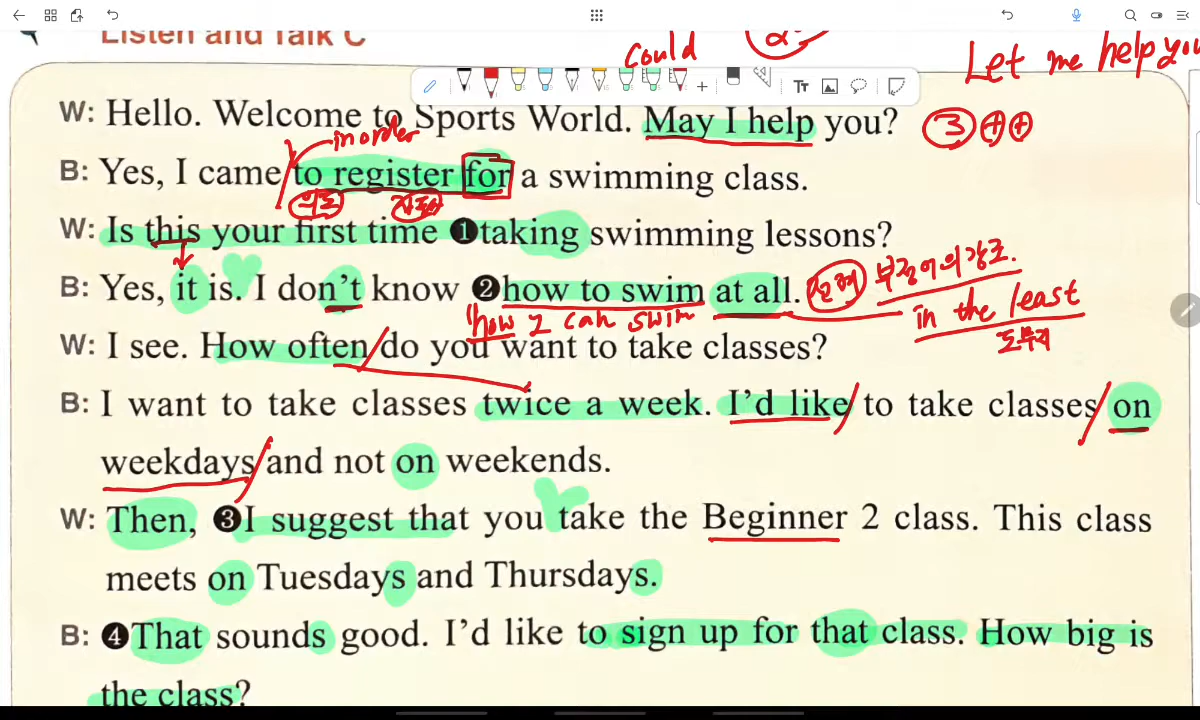 Listen and Talk C
could
Let me help you
W: Hello. Welcome to Sports World. May I help you? ③ ++
in order
B: Yes, I came to register for a swimming class.
W: Is this your first time ❶taking swimming lessons?
B: Yes, it is. I don't know ❷how to swim at all.
부정어의 강조.
in the least
how I can swim
W: I see. How often do you want to take classes?
B: I want to take classes twice a week. I'd like to take classes on
weekdays and not on weekends.
W: Then, ❸I suggest that you take the Beginner 2 class. This class
meets on Tuesdays and Thursdays.
B: ❹That sounds good. I'd like to sign up for that class. How big is
the class?
Tт